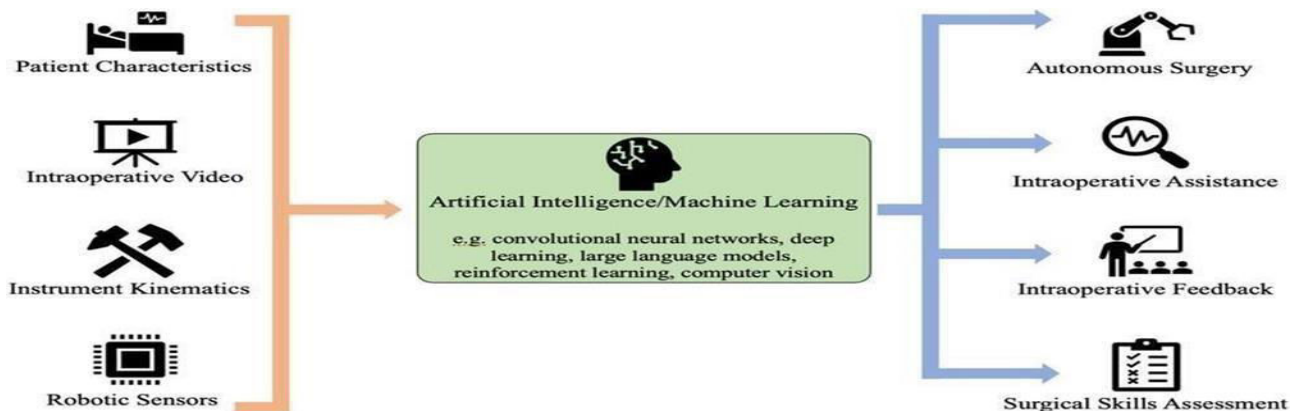 Patient Characteristics
Intraoperative Video
Instrument Kinematics
Robotic Sensors
Artificial Intelligence/Machine Learning
e.g. convolutional neural networks, deep
learning, large language models,
reinforcement learning, computer vision
Autonomous Surgery
Intraoperative Assistance
Intraoperative Feedback
Surgical Skills Assessment